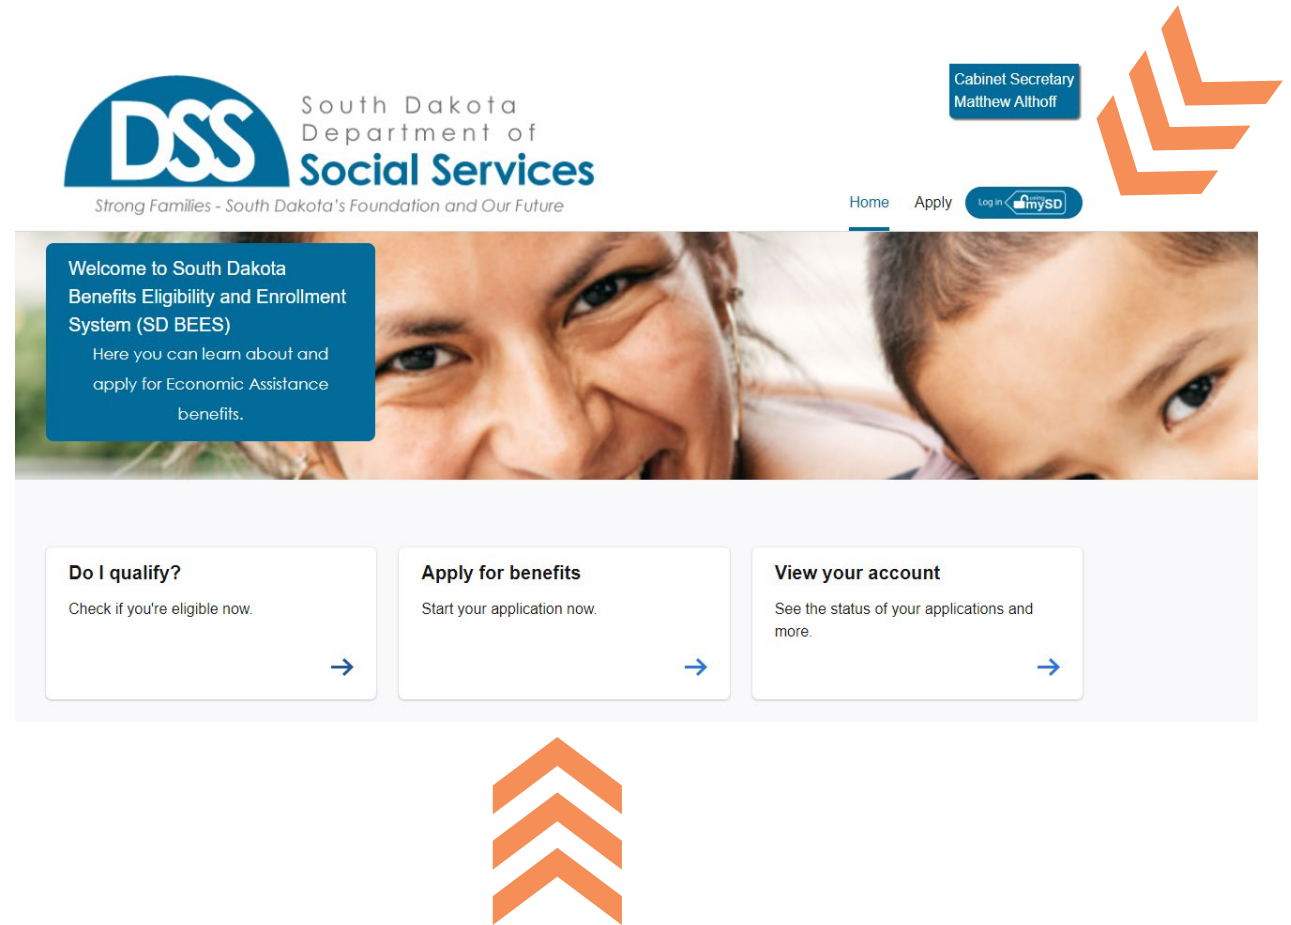 Cabinet Secretary
Matthew Althoff
DSS
South Dakota
Department of
Social Services
Strong Families - South Dakota's Foundation and Our Future
Home Apply Log in using mySD
Welcome to South Dakota
Benefits Eligibility and Enrollment
System (SD BEES)
Here you can learn about and
apply for Economic Assistance
benefits.
Do I qualify?
Check if you're eligible now.
Apply for benefits
Start your application now.
View your account
See the status of your applications and
more.